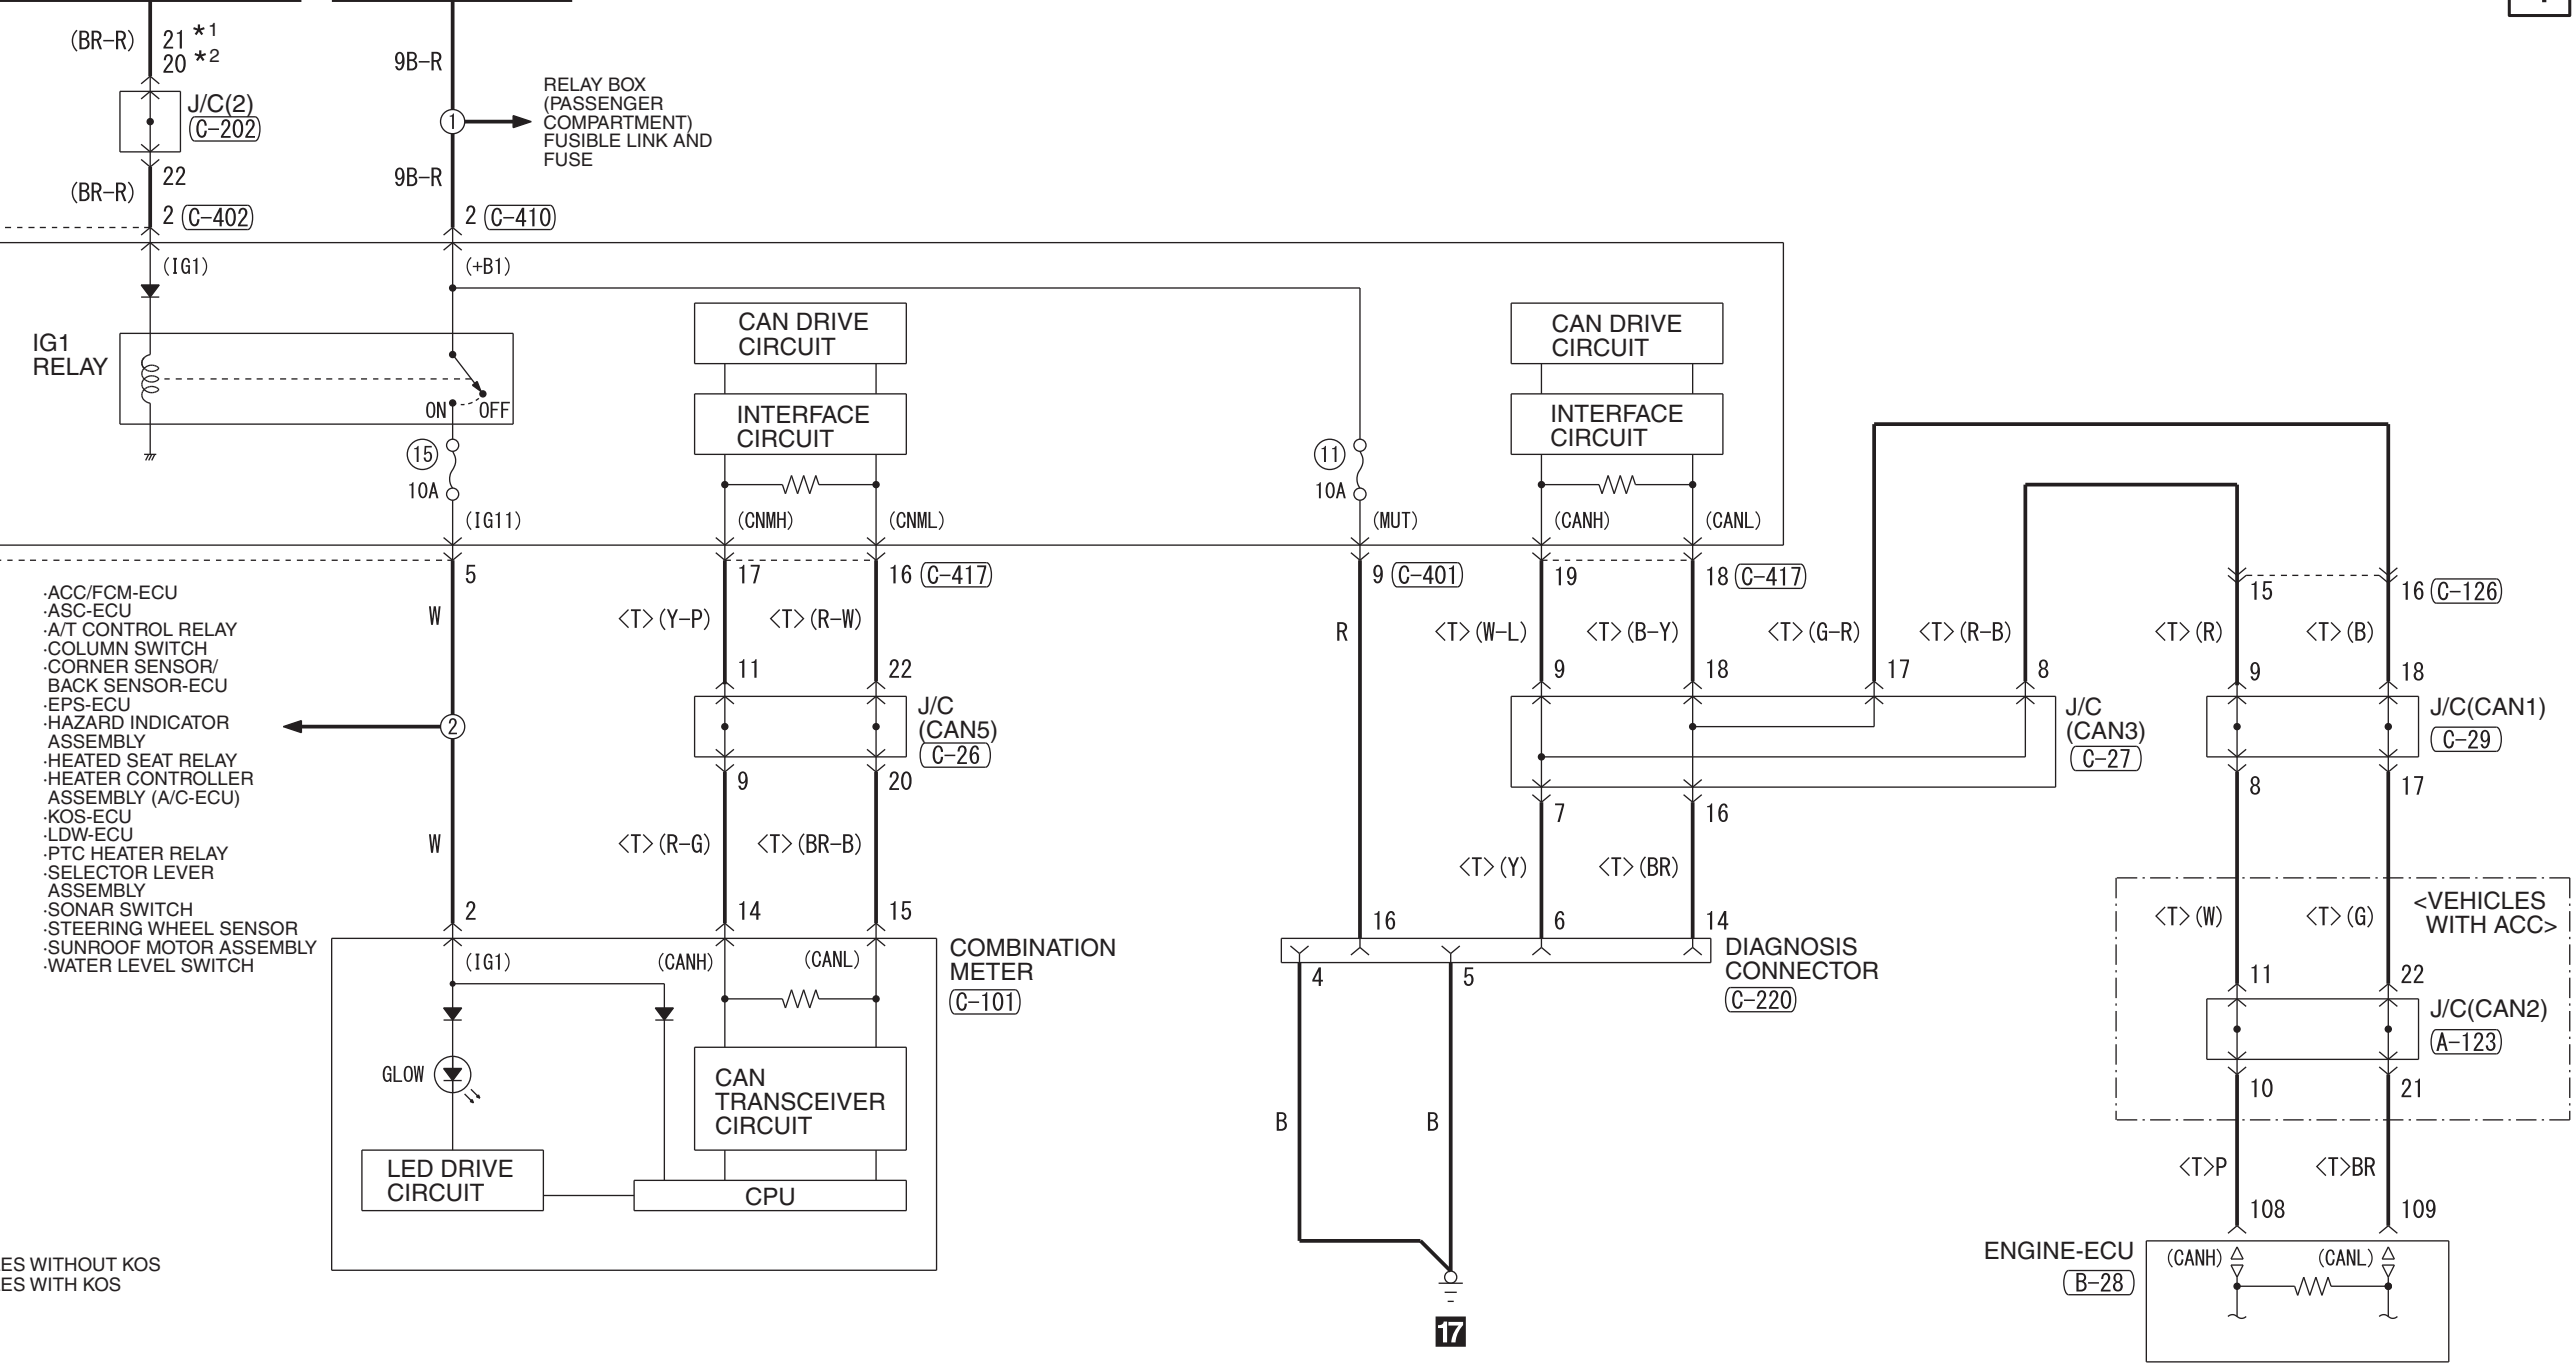 (BR-R)
21 *1
20 *2
J/C(2)
C-202
22
(BR-R)
2 C-402
9B-R
1
RELAY BOX
(PASSENGER
COMPARTMENT)
FUSIBLE LINK AND
FUSE
9B-R
2 C-410
(IG1)
(+B1)
IG1
RELAY
ON
OFF
15
10A
(IG11)
CAN DRIVE
CIRCUIT
INTERFACE
CIRCUIT
(CNMH)
(CNML)
11
10A
(MUT)
CAN DRIVE
CIRCUIT
INTERFACE
CIRCUIT
(CANH)
(CANL)
5
17
16 C-417
9 C-401
19
18 C-417
15
16 C-126
·ACC/FCM-ECU
·ASC-ECU
·A/T CONTROL RELAY
·COLUMN SWITCH
·CORNER SENSOR/
BACK SENSOR-ECU
·EPS-ECU
·HAZARD INDICATOR
ASSEMBLY
·HEATED SEAT RELAY
·HEATER CONTROLLER
ASSEMBLY (A/C-ECU)
·KOS-ECU
·LDW-ECU
·PTC HEATER RELAY
·SELECTOR LEVER
ASSEMBLY
·SONAR SWITCH
·STEERING WHEEL SENSOR
·SUNROOF MOTOR ASSEMBLY
·WATER LEVEL SWITCH
W
<T>(Y-P)
<T>(R-W)
R
<T>(W-L)
<T>(B-Y)
<T>(G-R)
<T>(R-B)
<T>(R)
<T>(B)
11
22
9
18
17
8
9
18
2
J/C
(CAN5)
C-26
J/C
(CAN3)
C-27
J/C(CAN1)
C-29
9
20
7
16
8
17
W
<T>(R-G)
<T>(BR-B)
<T>(Y)
<T>(BR)
<T>(W)
<T>(G)
<VEHICLES
WITH ACC>
2
14
15
16
6
14
COMBINATION
METER
C-101
(IG1)
(CANH)
(CANL)
GLOW
LED DRIVE
CIRCUIT
CAN
TRANSCEIVER
CIRCUIT
CPU
4
5
DIAGNOSIS
CONNECTOR
C-220
B
B
17
11
22
J/C(CAN2)
A-123
10
21
<T>P
<T>BR
108
109
ENGINE-ECU
B-28
(CANH)
(CANL)
ES WITHOUT KOS
ES WITH KOS